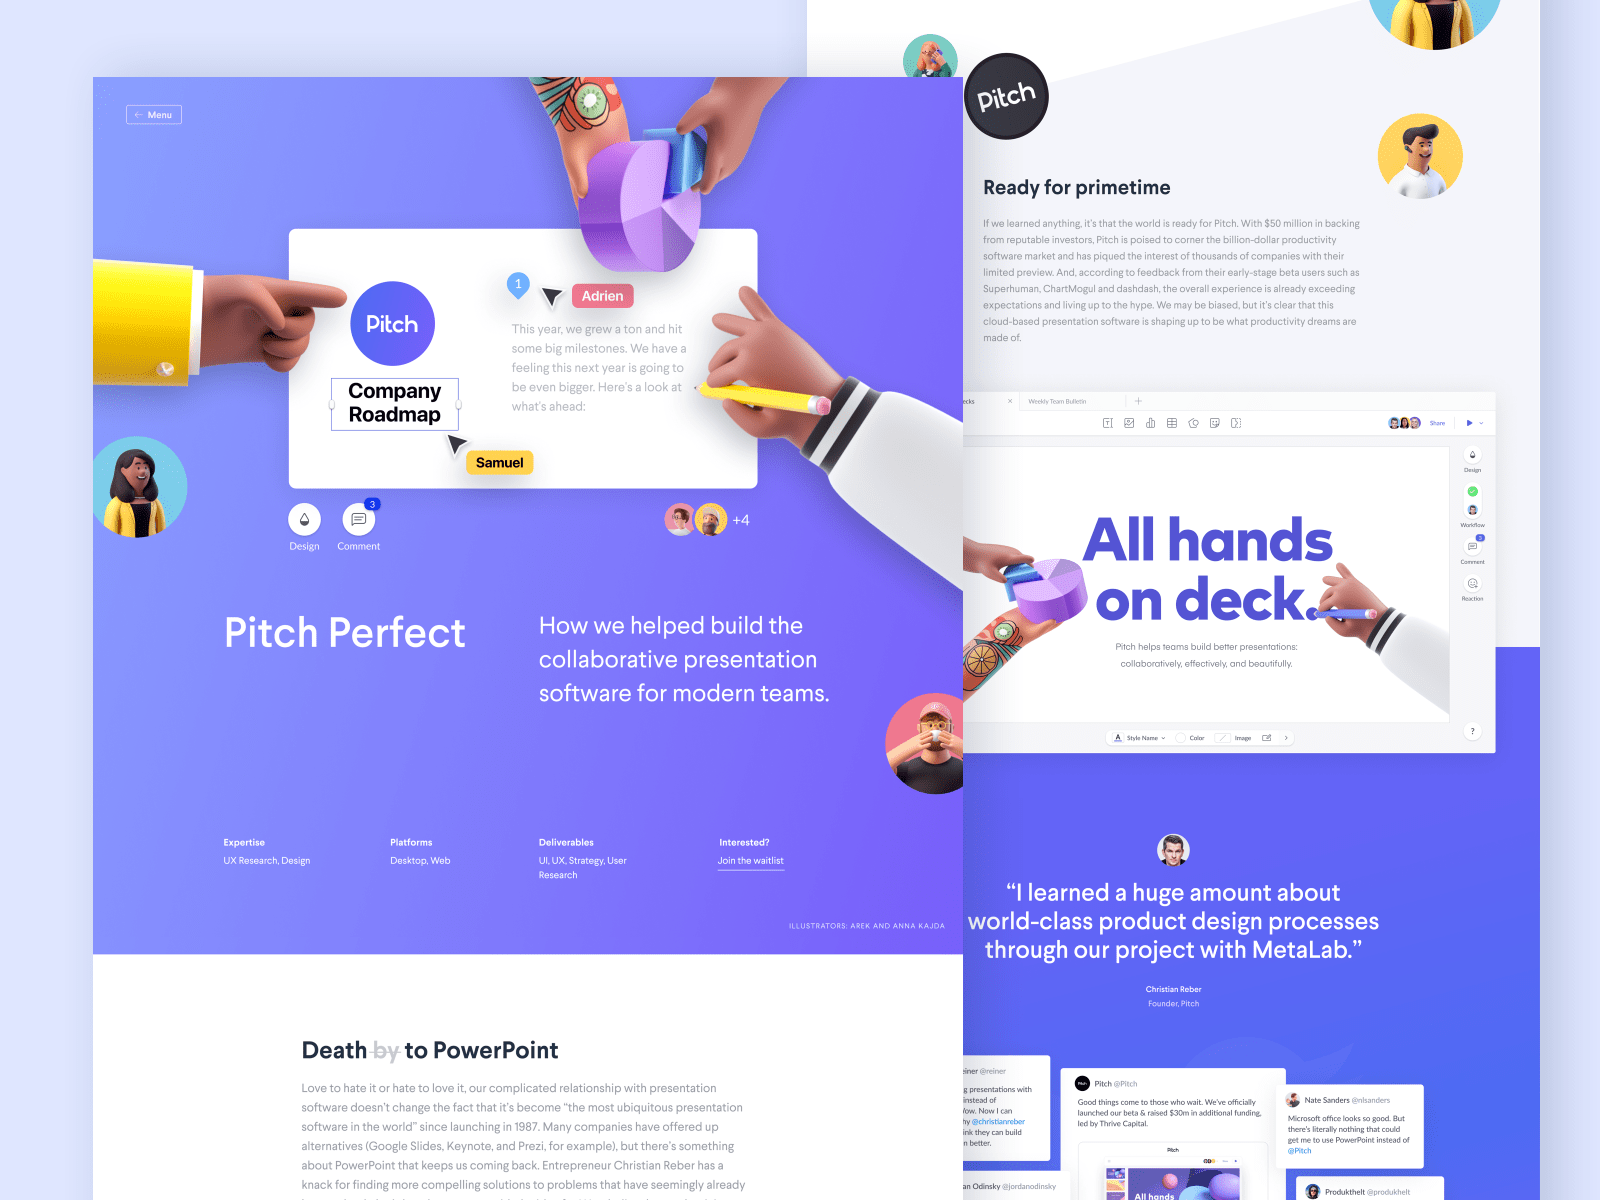 ← Menu
Pitch
Company
Roadmap
1
Adrien
This year, we grew a ton and hit
some big milestones. We have a
feeling this next year is going to
be even bigger. Here's a look at
what's ahead:
Samuel
3
Design
Comment
+4
Pitch Perfect
How we helped build the
collaborative presentation
software for modern teams.
Expertise
UX Research, Design
Platforms
Desktop, Web
Deliverables
UI, UX, Strategy, User
Research
Interested?
Join the waitlist
ILLUSTRATORS: AREK AND ANNA KAJDA
Death by to PowerPoint
Love to hate it or hate to love it, our complicated relationship with presentation
software doesn't change the fact that it's become “the most ubiquitous presentation
software in the world” since launching in 1987. Many companies have offered up
alternatives (Google Slides, Keynote, and Prezi, for example), but there's something
about PowerPoint that keeps us coming back. Entrepreneur Christian Reber has a
knack for finding more compelling solutions to problems that have seemingly already
Pitch
Ready for primetime
If we learned anything, it's that the world is ready for Pitch. With $50 million in backing
from reputable investors, Pitch is poised to corner the billion-dollar productivity
software market and has piqued the interest of thousands of companies with their
limited preview. And, according to feedback from their early-stage beta users such as
Superhuman, ChartMogul and dashdash, the overall experience is already exceeding
expectations and living up to the hype. We may be biased, but it's clear that this
cloud-based presentation software is shaping up to be what productivity dreams are
made of.
ecks
Weekly Team Bulletin
Share
Design
Workflow
3
Comment
Reaction
?
All hands
on deck.
Pitch helps teams build better presentations:
collaboratively, effectively, and beautifully.
A Style Name
Color
Image
“I learned a huge amount about
world-class product design processes
through our project with MetaLab.”
Christian Reber
Founder, Pitch
einer @reiner
g presentations with
instead of
Wow. Now I can
hy @christianreber
ink they can build
n better.
Pitch @Pitch
Good things come to those who wait. We've officially
launched our beta & raised $30m in additional funding,
led by Thrive Capital.
Pitch
All hands
Nate Sanders @nlsanders
Microsoft office looks so good. But
there's literally nothing that could
get me to use PowerPoint instead of
@Pitch
an Odinsky @jordanodinsky
Produkthelt @produkhelt